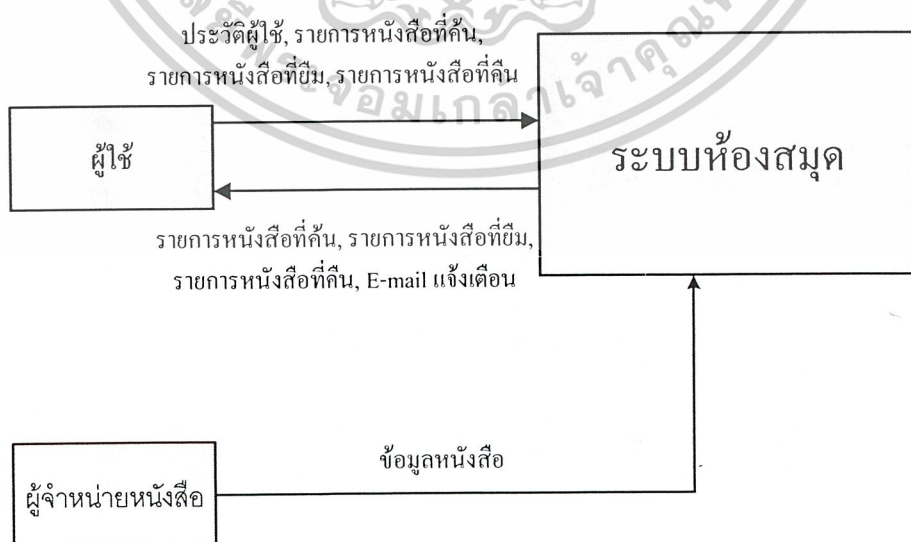 ประวัติผู้ใช้, รายการหนังสือที่ค้น,
รายการหนังสือที่ยืม, รายการหนังสือที่คืน
ผู้ใช้
ระบบห้องสมุด
รายการหนังสือที่ค้น, รายการหนังสือที่ยืม,
รายการหนังสือที่คืน, E-mail แจ้งเตือน
ข้อมูลหนังสือ
ผู้จำหน่ายหนังสือ